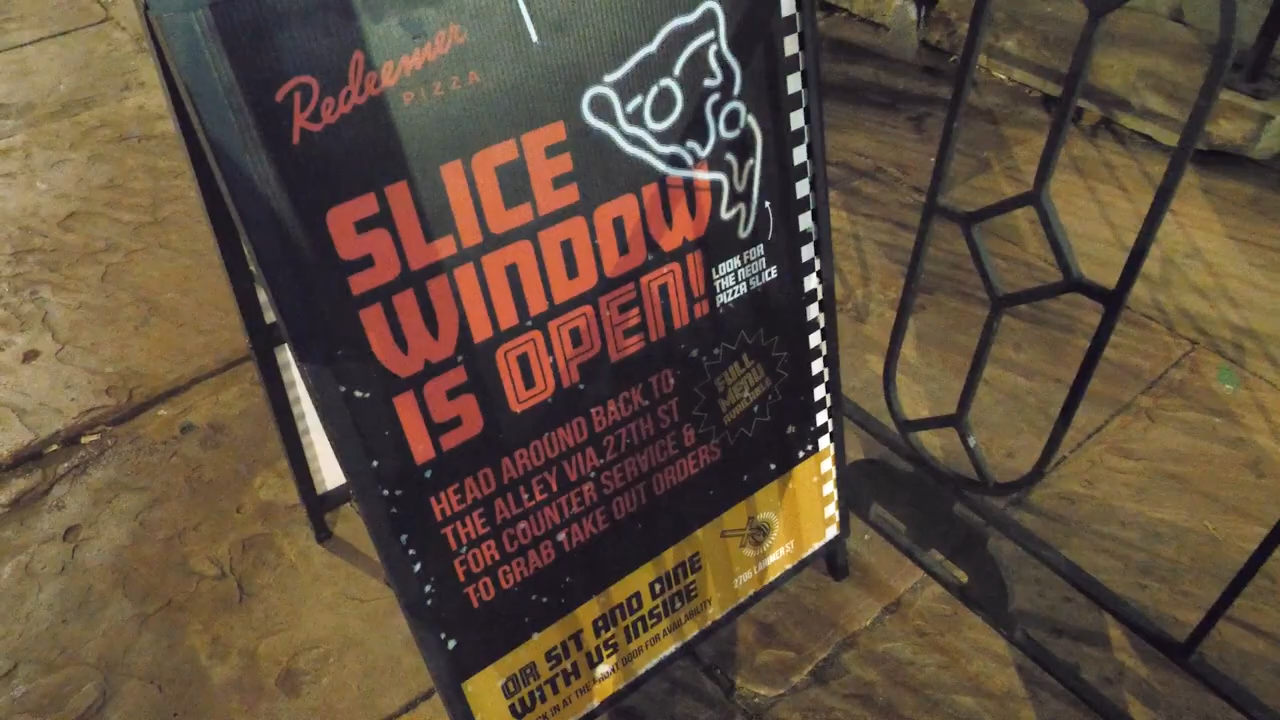 Redeemer
PIZZA
SLICE
WINDOW
IS OPEN!
LOOK FOR
THE NEON
PIZZA SLICE
FULL
MENU
AVAILABLE
HEAD AROUND BACK TO
THE ALLEY VIA 27TH ST
FOR COUNTER SERVICE &
TO GRAB TAKE OUT ORDERS
OR SIT AND DINE
WITH US INSIDE
IN AT THE FRONT DOOR FOR AVAILABILITY
2705 LARIMER ST